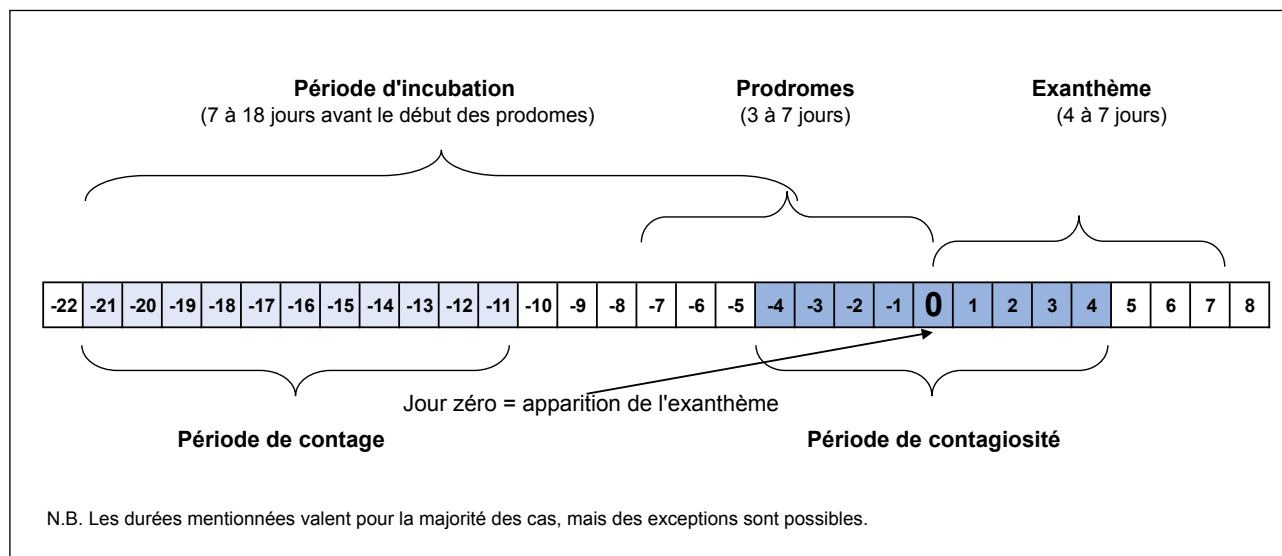 Période d'incubation
(7 à 18 jours avant le début des prodomes)
Prodromes
(3 à 7 jours)
Exanthème
(4 à 7 jours)
-22 -21 -20 -19 -18 -17 -16 -15 -14 -13 -12 -11 -10 -9 -8 -7 -6 -5 -4 -3 -2 -1 0 1 2 3 4 5 6 7 8
Jour zéro = apparition de l'exanthème
Période de contage
Période de contagiosité
N.B. Les durées mentionnées valent pour la majorité des cas, mais des exceptions sont possibles.